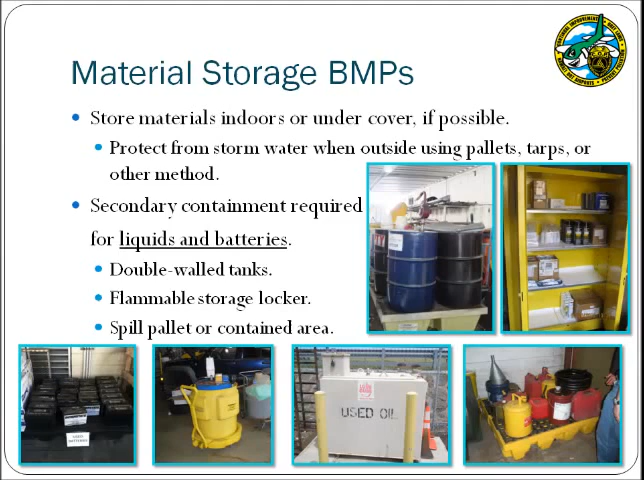 Material Storage BMPs
• Store materials indoors or under cover, if possible.
• Protect from storm water when outside using pallets, tarps, or
other method.
• Secondary containment required
for liquids and batteries.
• Double-walled tanks.
• Flammable storage locker.
• Spill pallet or contained area.
USED
BATTERIES
USED OIL